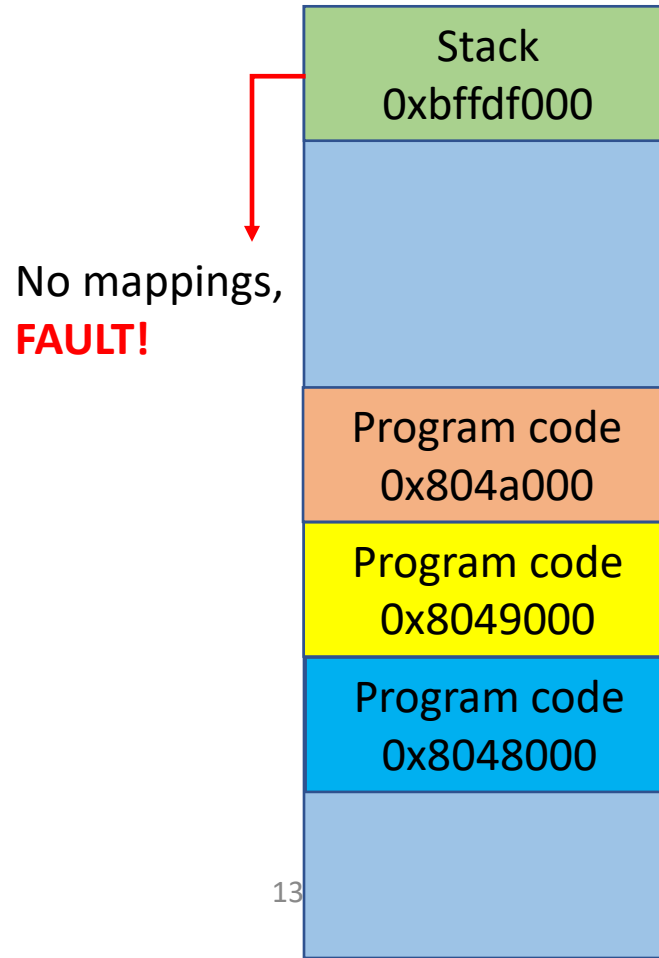 Stack
0xbffdf000
No mappings,
FAULT!
Program code
0x804a000
Program code
0x8049000
Program code
0x8048000
13